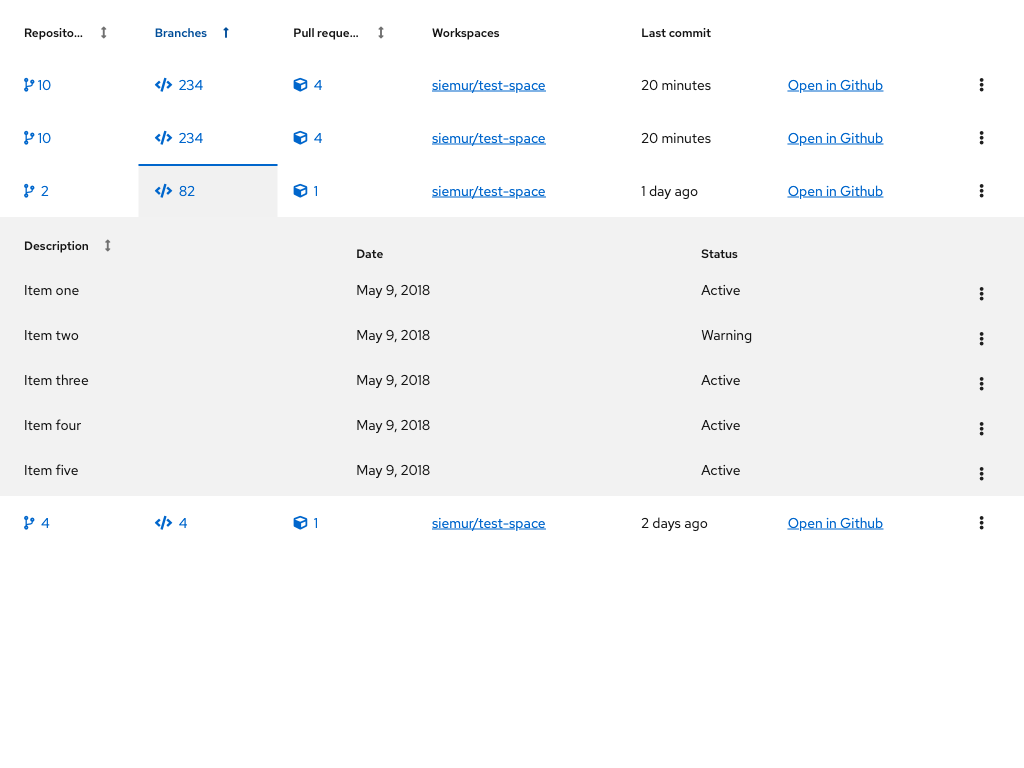 Reposito... Branches Pull reque... Workspaces Last commit
10 234 4 siemur/test-space 20 minutes Open in Github
10 234 4 siemur/test-space 20 minutes Open in Github
2 82 1 siemur/test-space 1 day ago Open in Github
Description Date Status
Item one May 9, 2018 Active
Item two May 9, 2018 Warning
Item three May 9, 2018 Active
Item four May 9, 2018 Active
Item five May 9, 2018 Active
4 4 1 siemur/test-space 2 days ago Open in Github